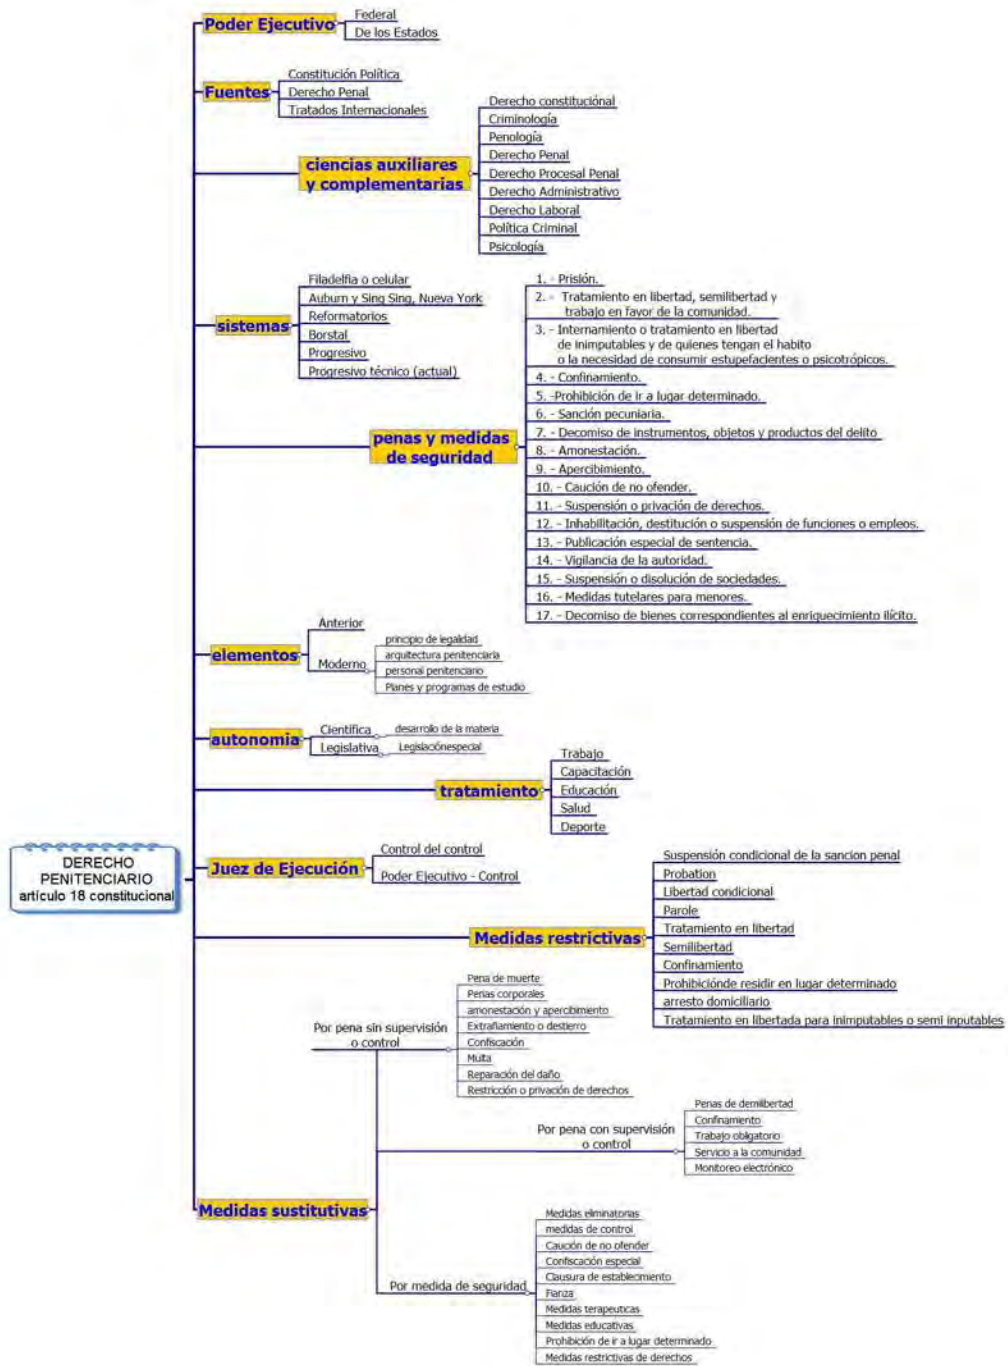 Poder Ejecutivo
Federal
De los Estados
Fuentes
Constitución Política
Derecho Penal
Tratados Internacionales
ciencias auxiliares
y complementarias
Derecho constituciónal
Criminología
Penología
Derecho Penal
Derecho Procesal Penal
Derecho Administrativo
Derecho Laboral
Política Criminal
Psicología
sistemas
Filadelfia o celular
Auburn y Sing Sing, Nueva York
Reformatorios
Borstal
Progresivo
Progresivo técnico (actual)
penas y medidas
de seguridad
1. - Prisión.
2. - Tratamiento en libertad, semilibertad y
trabajo en favor de la comunidad.
3. - Internamiento o tratamiento en libertad
de inimputables y de quienes tengan el habito
o la necesidad de consumir estupefacientes o psicotrópicos.
4. - Confinamiento.
5. -Prohibición de ir a lugar determinado.
6. - Sanción pecuniaria.
7. - Decomiso de instrumentos, objetos y productos del delito
8. - Amonestación.
9. - Apercibimiento.
10. - Caución de no ofender.
11. - Suspensión o privación de derechos.
12. - Inhabilitación, destitución o suspensión de funciones o empleos.
13. - Publicación especial de sentencia.
14. - Vigilancia de la autoridad.
15. - Suspensión o disolución de sociedades.
16. - Medidas tutelares para menores.
17. - Decomiso de bienes correspondientes al enriquecimiento ilícito.
elementos
Anterior
Moderno
principio de legalidad
arquitectura penitenciaria
personal penitenciario
Planes y programas de estudio
autonomia
Científica
desarrollo de la materia
Legislativa
Legislaciónespecial
tratamiento
Trabajo
Capacitación
Educación
Salud
Deporte
DERECHO
PENITENCIARIO
artículo 18 constitucional
Juez de Ejecución
Control del control
Poder Ejecutivo - Control
Medidas restrictivas
Suspensión condicional de la sancion penal
Probation
Libertad condicional
Parole
Tratamiento en libertad
Semilibertad
Confinamiento
Prohibiciónde residir en lugar determinado
arresto domiciliario
Tratamiento en libertada para inimputables o semi inputables
Medidas sustitutivas
Por pena sin supervisión
o control
Pena de muerte
Penas corporales
amonestación y apercibimiento
Extrañamiento o destierro
Confiscación
Multa
Reparación del daño
Restricción o privación de derechos
Por pena con supervisión
o control
Penas de demilibertad
Confinamiento
Trabajo obligatorio
Servicio a la comunidad
Monitoreo electrónico
Por medida de seguridad
Medidas eliminatorias
medidas de control
Caución de no ofender
Confiscación especial
Clausura de establecimiento
Fianza
Medidas terapeuticas
Medidas educativas
Prohibición de ir a lugar determinado
Medidas restrictivas de derechos